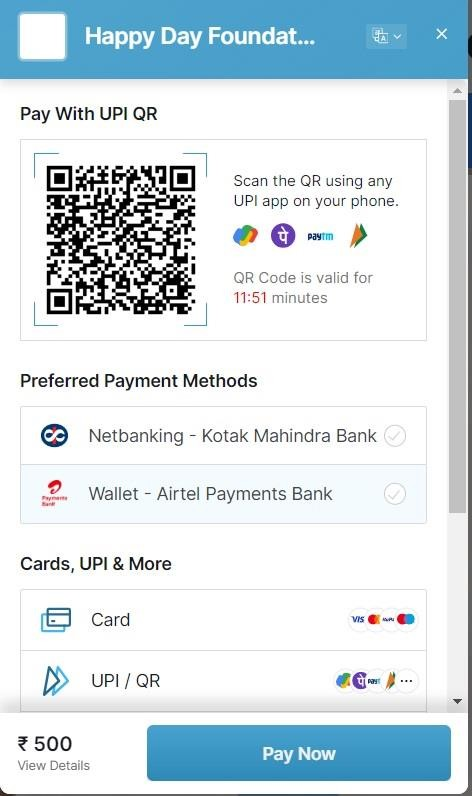 Happy Day Foundat...
Pay With UPI QR
Scan the QR using any
UPI app on your phone.
paytm
QR Code is valid for
11:51 minutes
Preferred Payment Methods
Netbanking - Kotak Mahindra Bank
Payments
Bank
Wallet - Airtel Payments Bank
Cards, UPI & More
Card
VISA
RuPay
UPI / QR
₹ 500
View Details
Pay Now